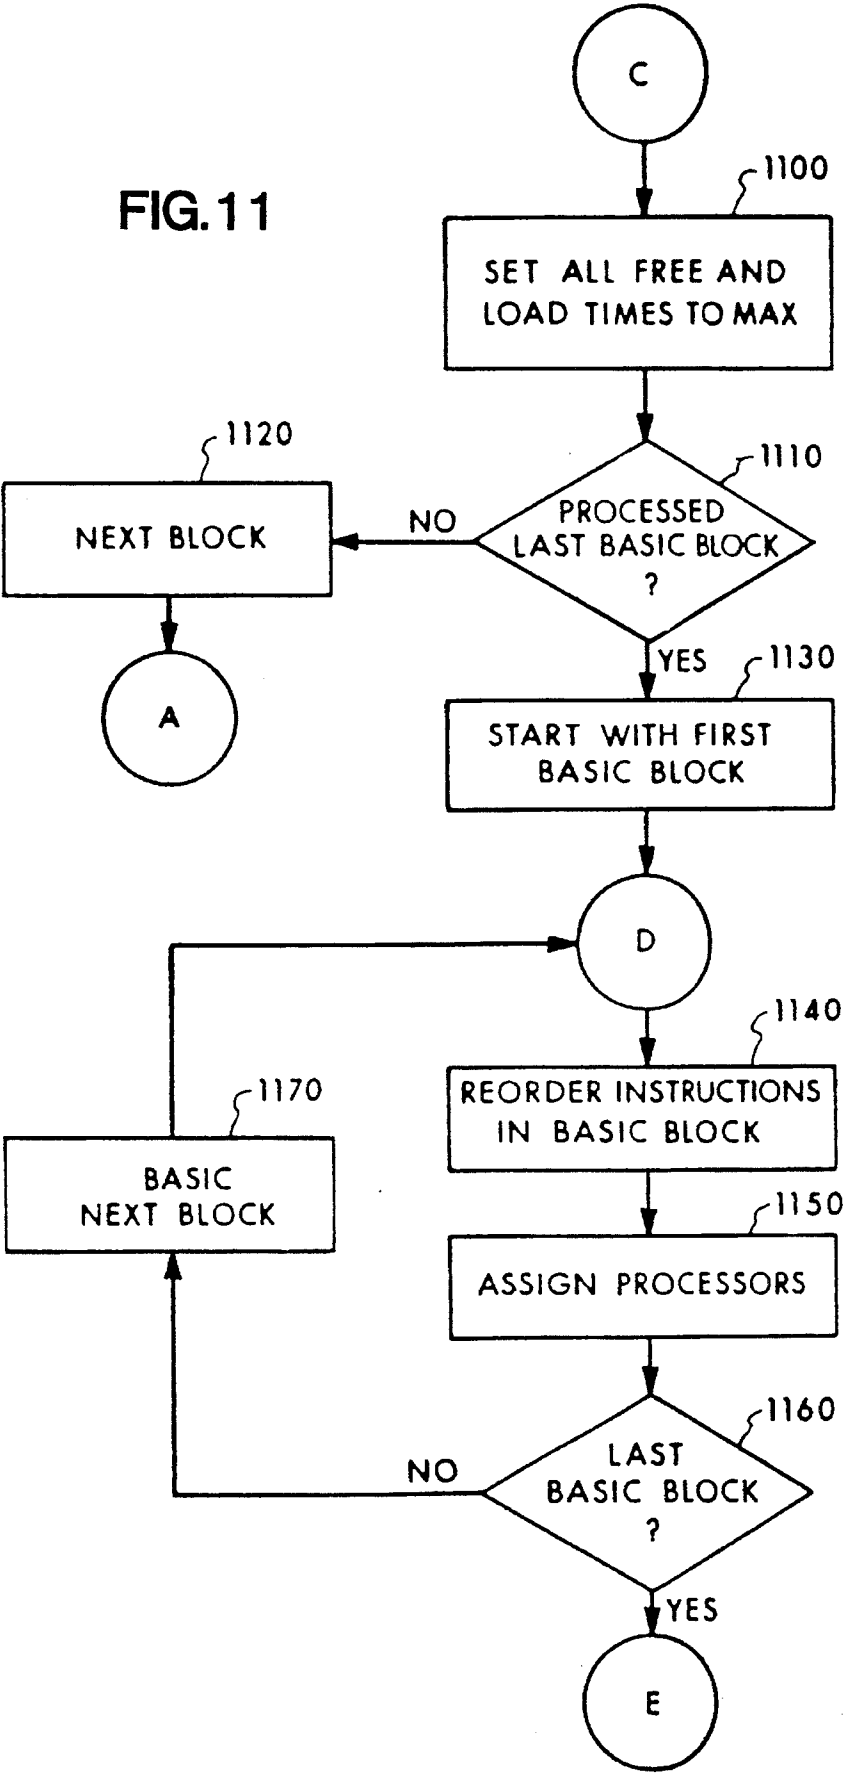 C
1100
FIG.11
SET ALL FREE AND
LOAD TIMES TO MAX
1120
1110
NEXT BLOCK
NO
PROCESSED
LAST BASIC BLOCK
?
YES
1130
A
START WITH FIRST
BASIC BLOCK
D
1140
REORDER INSTRUCTIONS
IN BASIC BLOCK
1170
BASIC
NEXT BLOCK
1150
ASSIGN PROCESSORS
1160
NO
LAST
BASIC BLOCK
?
YES
E